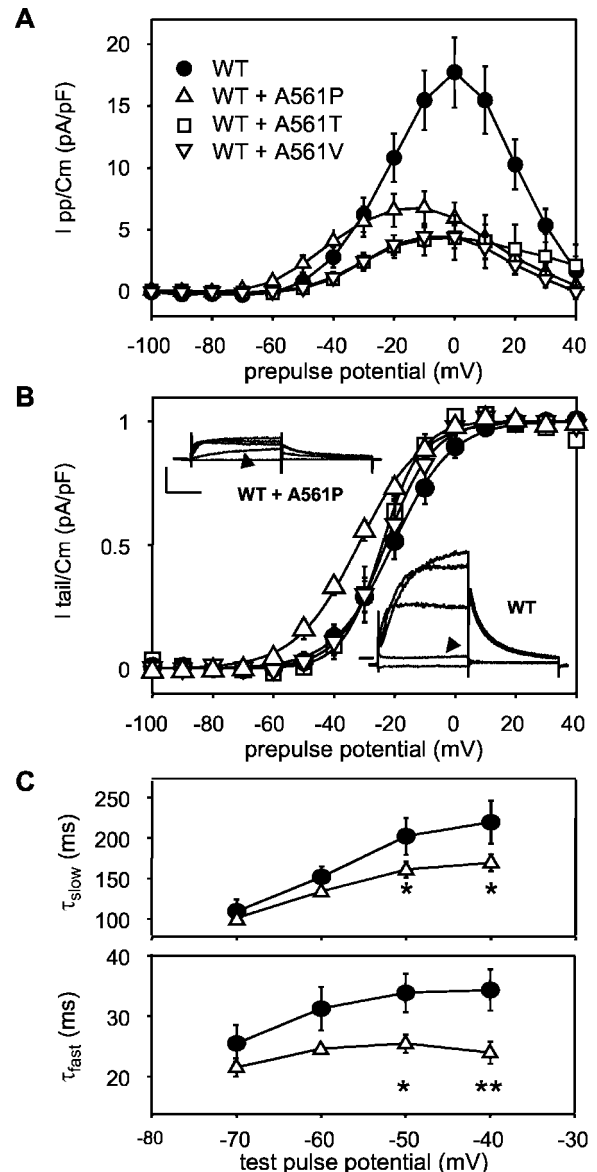 A
I pp/Cm (pA/pF)
20
15
10
5
0
WT
WT + A561P
WT + A561T
WT + A561V
-100 -80 -60 -40 -20 0 20 40
prepulse potential (mV)
B
I tail/Cm (pA/pF)
1
0.5
0
WT + A561P
WT
-100 -80 -60 -40 -20 0 20 40
prepulse potential (mV)
C
τslow (ms)
250
200
150
100
* *
τfast (ms)
40
30
20
* **
-80 -70 -60 -50 -40 -30
test pulse potential (mV)